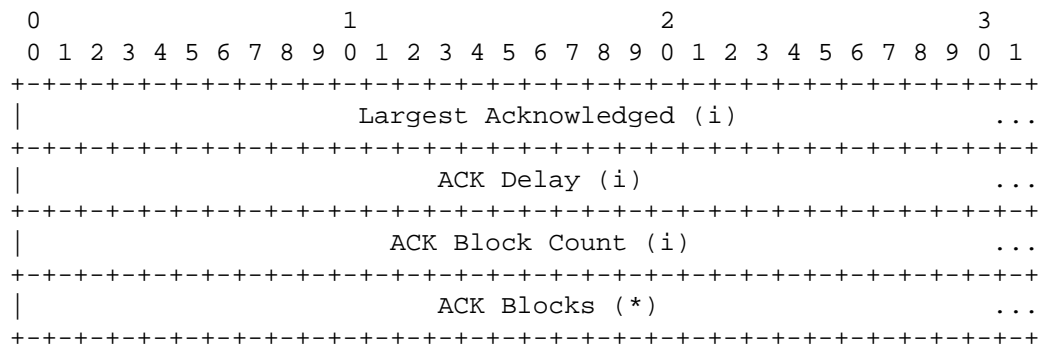 0                   1                   2                   3
 0 1 2 3 4 5 6 7 8 9 0 1 2 3 4 5 6 7 8 9 0 1 2 3 4 5 6 7 8 9 0 1
+-+-+-+-+-+-+-+-+-+-+-+-+-+-+-+-+-+-+-+-+-+-+-+-+-+-+-+-+-+-+-+-+
|                     Largest Acknowledged (i)                ...
+-+-+-+-+-+-+-+-+-+-+-+-+-+-+-+-+-+-+-+-+-+-+-+-+-+-+-+-+-+-+-+-+
|                          ACK Delay (i)                      ...
+-+-+-+-+-+-+-+-+-+-+-+-+-+-+-+-+-+-+-+-+-+-+-+-+-+-+-+-+-+-+-+-+
|                       ACK Block Count (i)                   ...
+-+-+-+-+-+-+-+-+-+-+-+-+-+-+-+-+-+-+-+-+-+-+-+-+-+-+-+-+-+-+-+-+
|                          ACK Blocks (*)                     ...
+-+-+-+-+-+-+-+-+-+-+-+-+-+-+-+-+-+-+-+-+-+-+-+-+-+-+-+-+-+-+-+-+